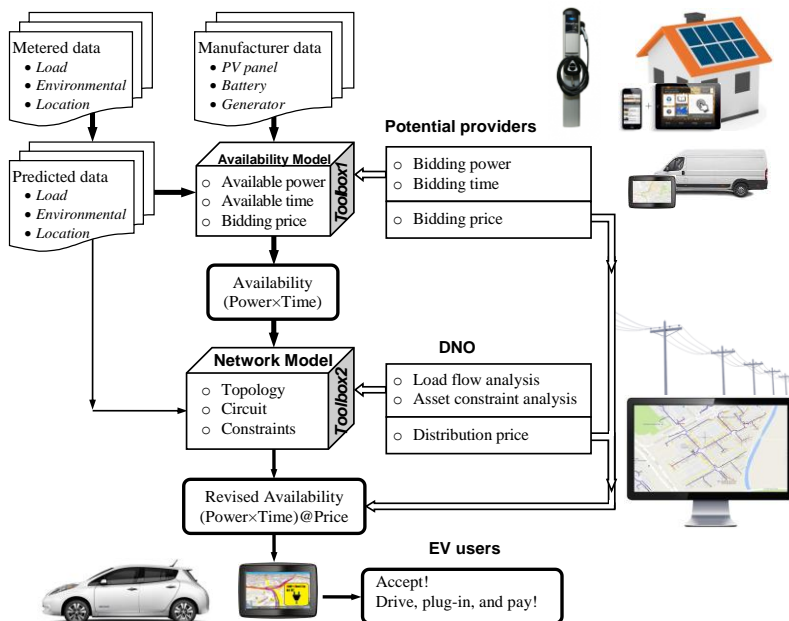 Metered data
• Load
• Environmental
• Location
Manufacturer data
• PV panel
• Battery
• Generator
+
Potential providers
Predicted data
• Load
• Environmental
• Location
Availability Model
○ Available power
○ Available time
○ Bidding price
Toolbox1
○ Bidding power
○ Bidding time
○ Bidding price
Availability
(Power×Time)
Network Model
○ Topology
○ Circuit
○ Constraints
Toolbox2
DNO
○ Load flow analysis
○ Asset constraint analysis
○ Distribution price
Revised Availability
(Power×Time)@Price
EV users
Accept!
Drive, plug-in, and pay!